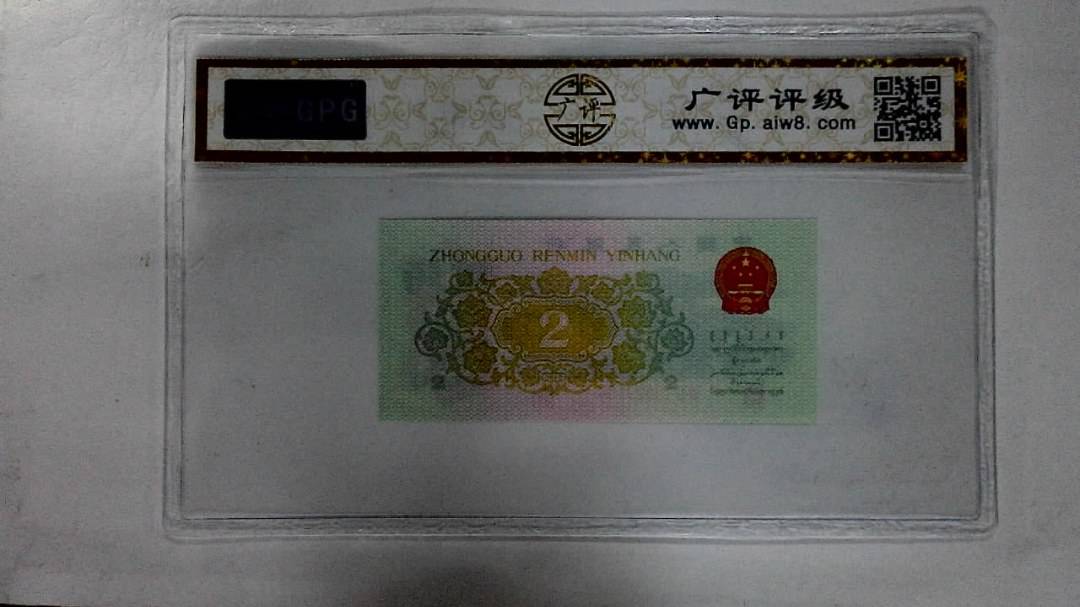 GPG
广评
广评评级
www.Gp.aiw8.com
ZHONGGUO RENMIN YINHANG
2
2 2